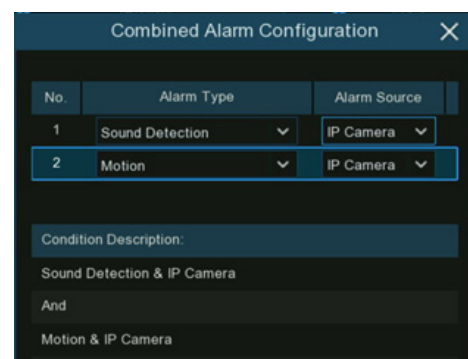 Combined Alarm Configuration
No. Alarm Type Alarm Source
1 Sound Detection IP Camera
2 Motion IP Camera
Condition Description:
Sound Detection & IP Camera
And
Motion & IP Camera